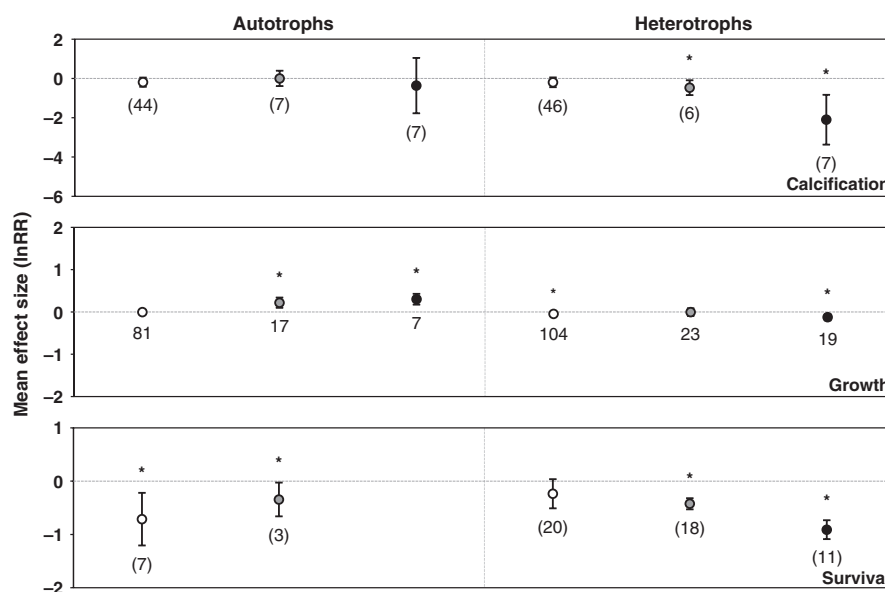 Autotrophs Heterotrophs
Mean effect size (lnRR)
2
0
–2
–4
–6
(44) (7) (7) (46) * (6) * (7)
Calcification
2
1
0
–1
–2
81 * 17 * 7 * 104 23 * 19
Growth
1
0
–1
–2
* (7) * (3) (20) * (18) * (11)
Surviva